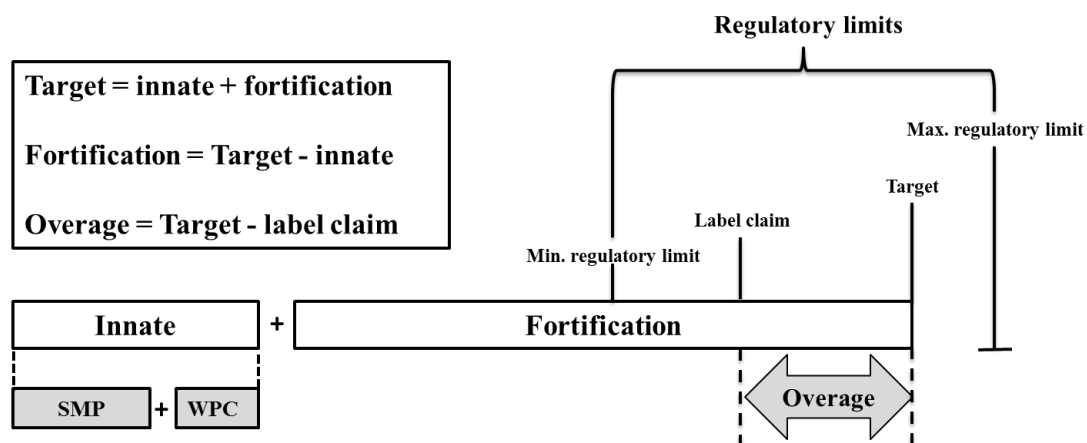 Regulatory limits
Target = innate + fortification
Fortification = Target - innate
Overage = Target - label claim
Max. regulatory limit
Target
Label claim
Min. regulatory limit
Innate
+
Fortification
SMP
+
WPC
Overage